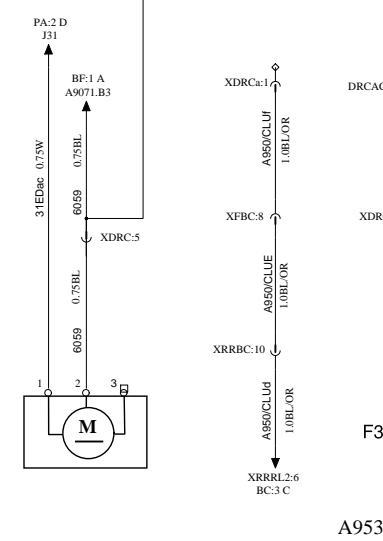 PA:2 D
J31
BF:1 A
A9071.B3
31EDac 0.75W
6059 0.75BL
XDRC:5
6059 0.75BL
1
2
3
M
XDRCa:1
A950/CLUf
1.0BL/OR
XFBC:8
A950/CLUE
1.0BL/OR
XRRBC:10
A950/CLUd
1.0BL/OR
XRRRL2:6
BC:3 C
DRCAC
XDR
F3
A953